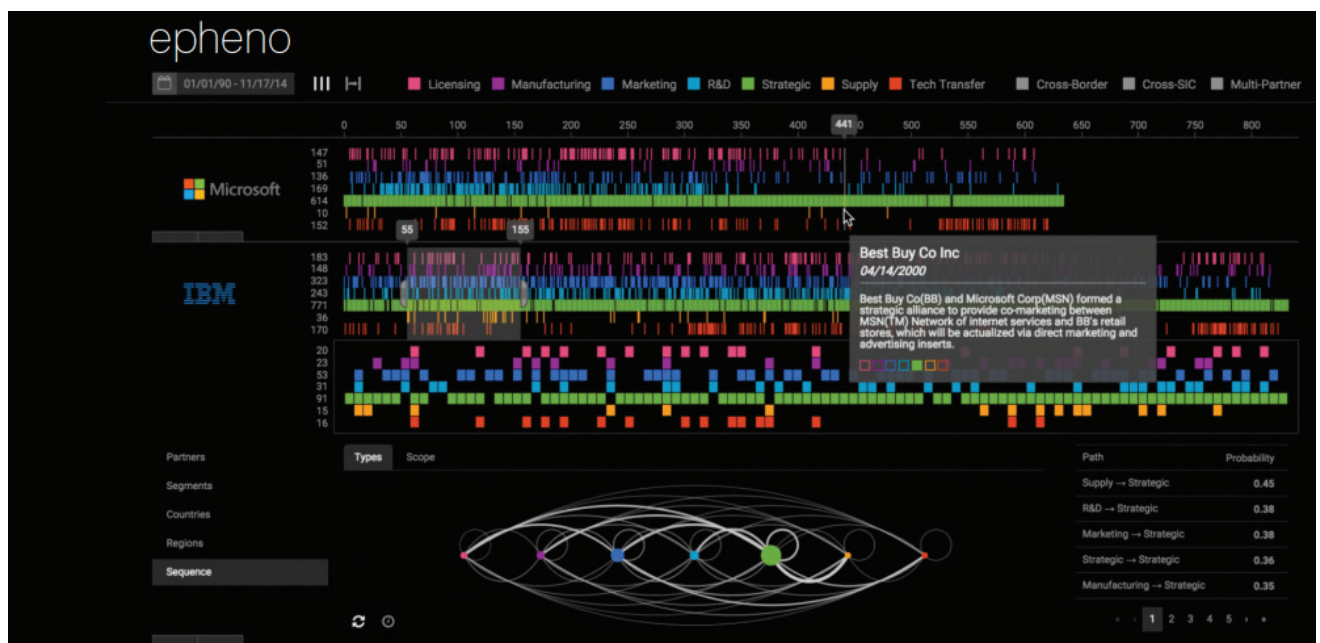 epheno
01/01/90 - 11/17/14
Licensing Manufacturing Marketing R&D Strategic Supply Tech Transfer Cross-Border Cross-SIC Multi-Partner
0 50 100 150 200 250 300 350 400 441 0 500 550 600 650 700 750 800
Microsoft
147
51
136
169
614
10
152
55 155
IBM
183
148
323
243
771
36
170
Best Buy Co Inc
04/14/2000
Best Buy Co(BB) and Microsoft Corp(MSN) formed a
strategic alliance to provide co-marketing between
MSN(TM) Network of internet services and BB's retail
stores, which will be actualized via direct marketing and
advertising inserts.
20
23
53
31
91
15
16
Partners
Segments
Countries
Regions
Sequence
Types Scope
Path Probability
Supply → Strategic 0.45
R&D → Strategic 0.38
Marketing → Strategic 0.38
Strategic → Strategic 0.36
Manufacturing → Strategic 0.35
« ‹ 1 2 3 4 5 › »